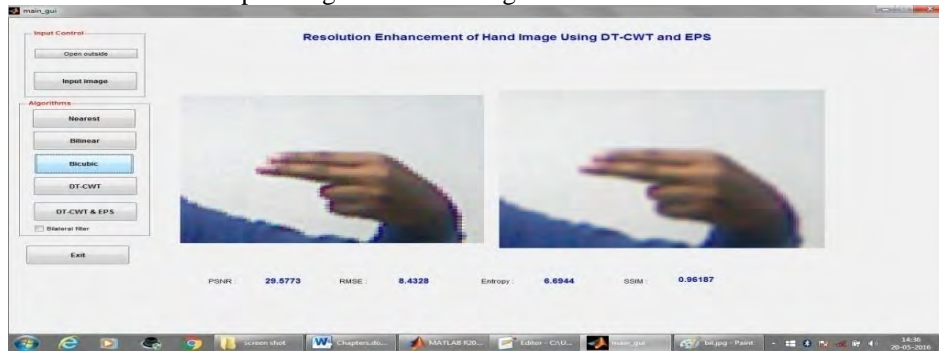 main_gui
Input Control
Open outside
Input Image
Algorithms
Nearest
Bilinear
Bicubic
DT-CWT
DT-CWT & EPS
Bilateral filter
Exit
Resolution Enhancement of Hand Image Using DT-CWT and EPS
PSNR : 29.5773 RMSE : 8.4328 Entropy : 6.6944 SSIM : 0.96187
screen shot Chapters.do... MATLAB R20... Editor - C:\U... main_gui bil.jpg - Paint 14:36
20-05-2016